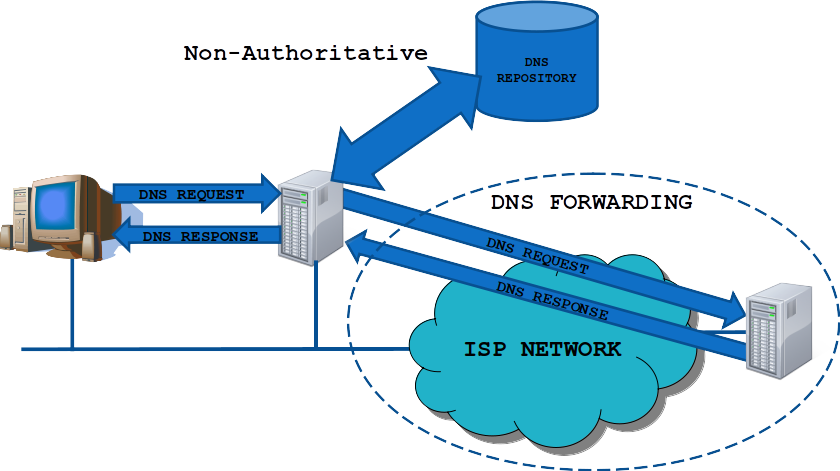 Non-Authoritative
DNS
REPOSITORY
DNS REQUEST
DNS RESPONSE
DNS FORWARDING
DNS REQUEST
DNS RESPONSE
ISP NETWORK